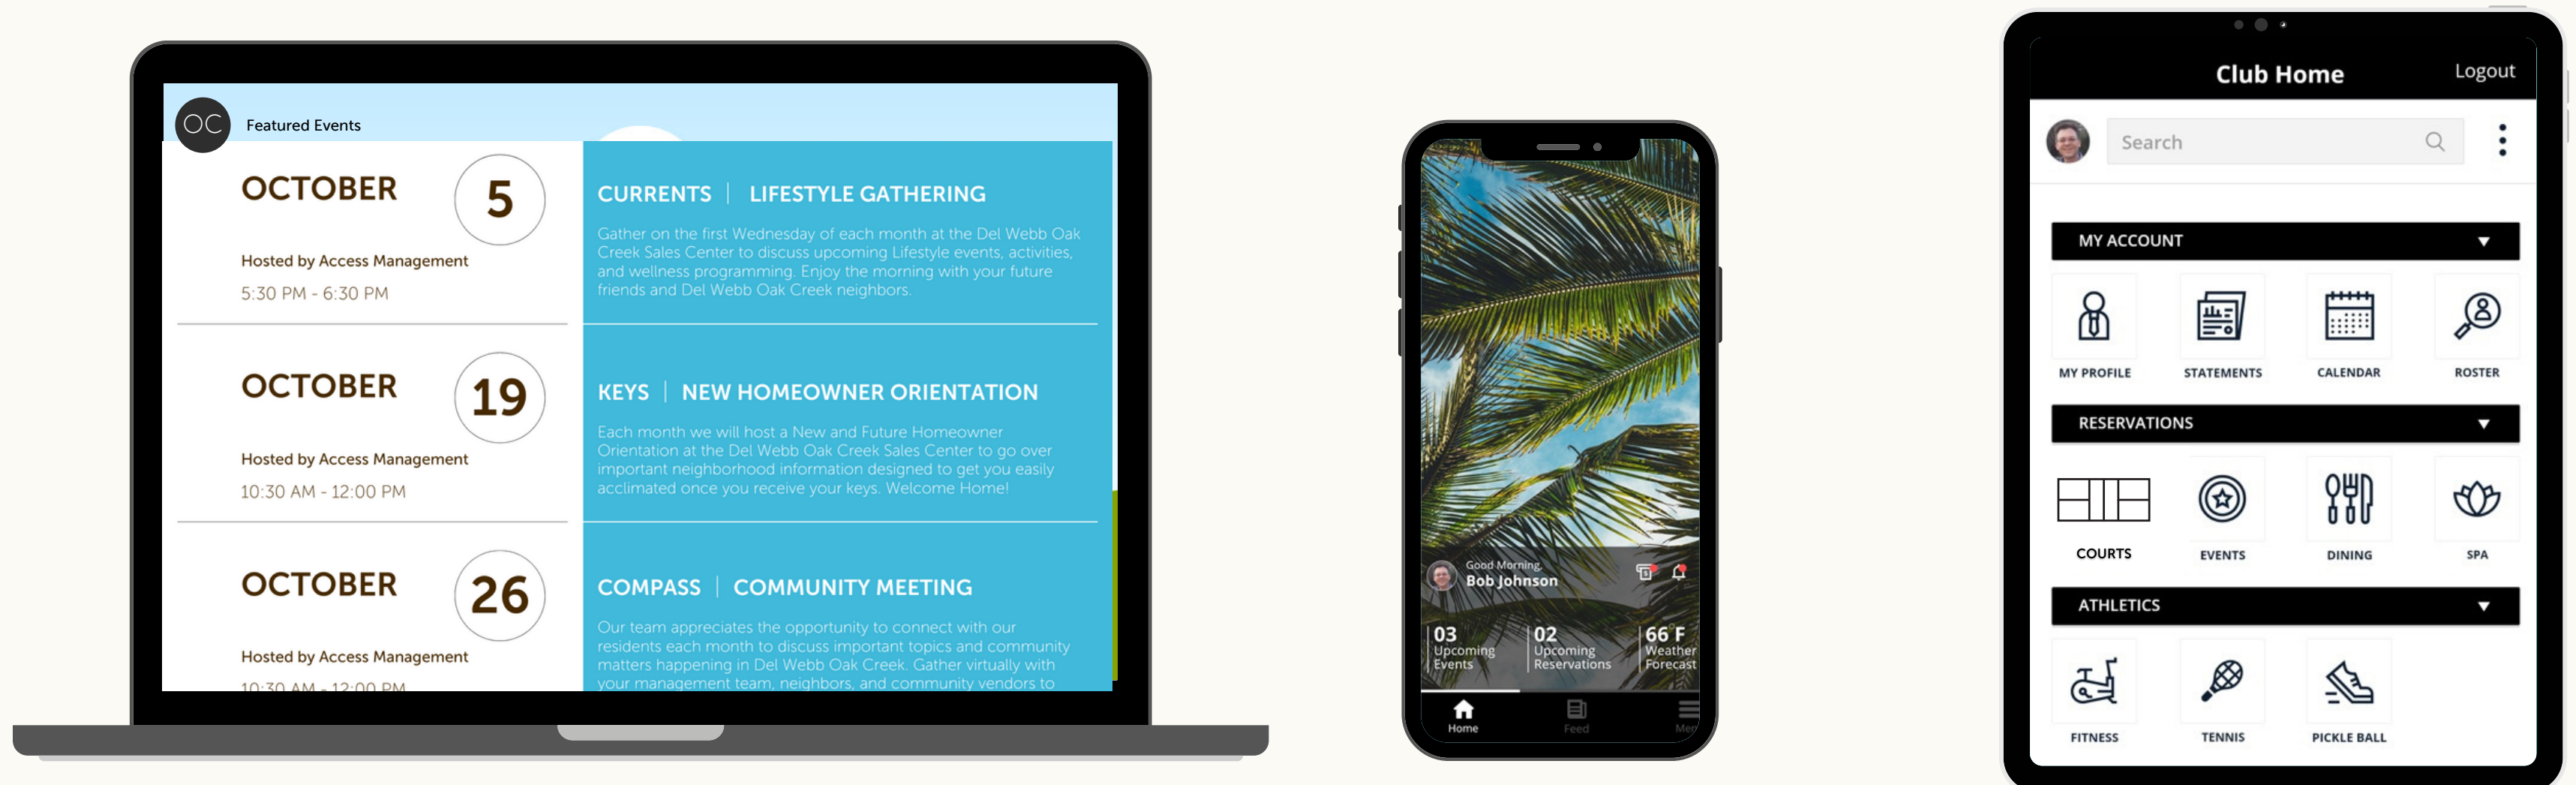 OC Featured Events
OCTOBER 5
Hosted by Access Management
5:30 PM - 6:30 PM
CURRENTS | LIFESTYLE GATHERING
Gather on the first Wednesday of each month at the Del Webb Oak
Creek Sales Center to discuss upcoming Lifestyle events, activities,
and wellness programming. Enjoy the morning with your future
friends and Del Webb Oak Creek neighbors.
OCTOBER 19
Hosted by Access Management
10:30 AM - 12:00 PM
KEYS | NEW HOMEOWNER ORIENTATION
Each month we will host a New and Future Homeowner
Orientation at the Del Webb Oak Creek Sales Center to go over
important neighborhood information designed to get you easily
acclimated once you receive your keys. Welcome Home!
OCTOBER 26
Hosted by Access Management
10:30 AM - 12:00 PM
COMPASS | COMMUNITY MEETING
Our team appreciates the opportunity to connect with our
residents each month to discuss important topics and community
matters happening in Del Webb Oak Creek. Gather virtually with
your management team, neighbors, and community vendors to
Good Morning,
Bob Johnson
03
Upcoming
Events
02
Upcoming
Reservations
66°F
Weather
Forecast
Home Feed Men
Club Home Logout
Search
MY ACCOUNT
MY PROFILE STATEMENTS CALENDAR ROSTER
RESERVATIONS
COURTS EVENTS DINING SPA
ATHLETICS
FITNESS TENNIS PICKLE BALL